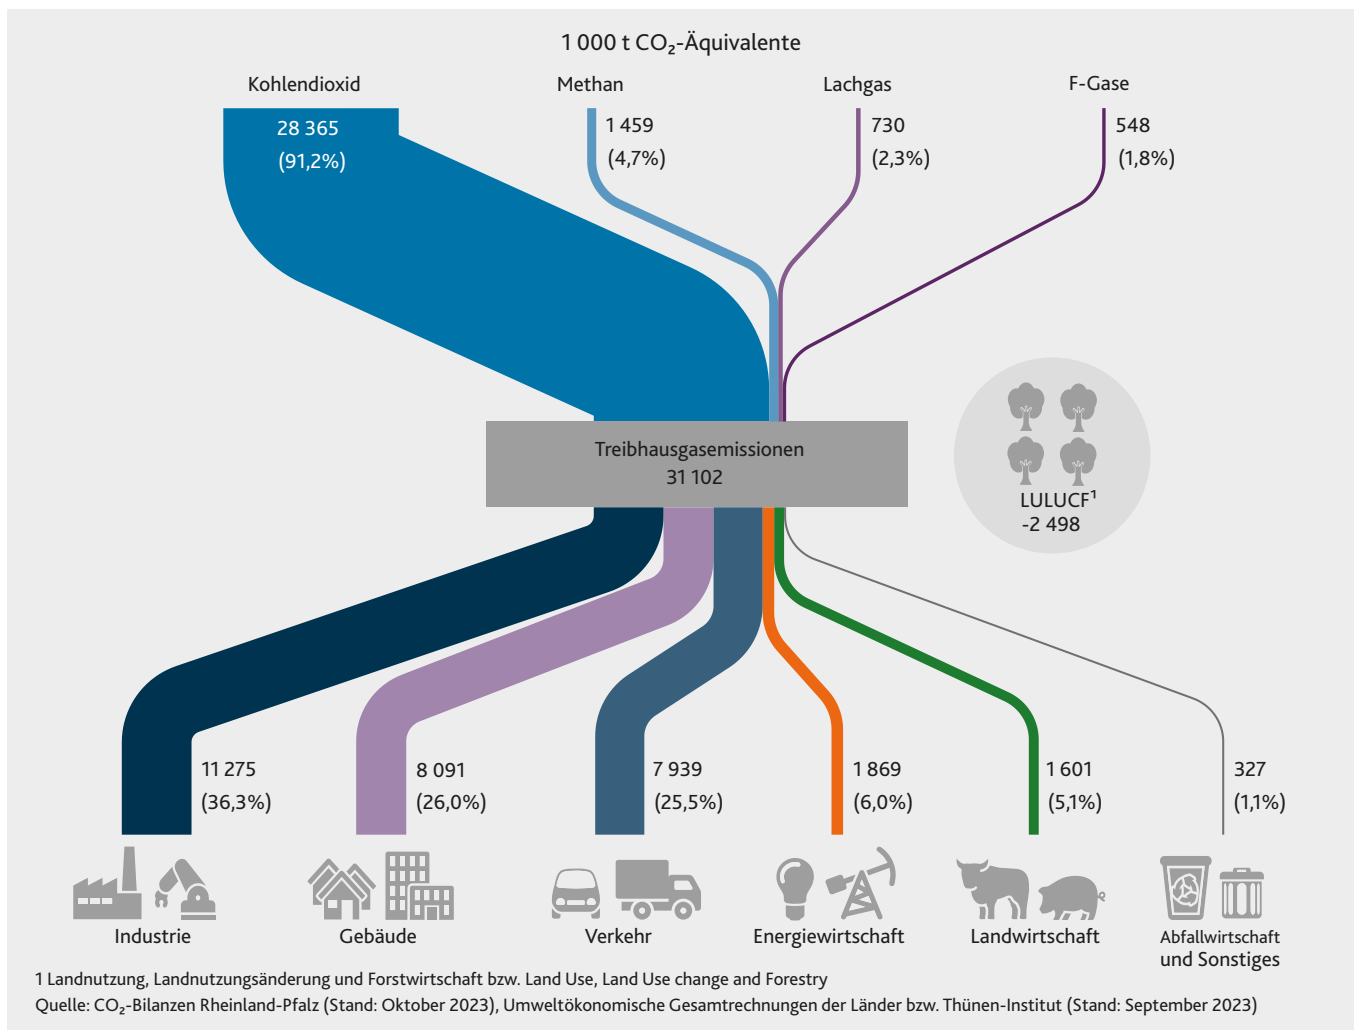 1 000 t CO₂-Äquivalente
Kohlendioxid
28 365
(91,2%)
Methan
1 459
(4,7%)
Lachgas
730
(2,3%)
F-Gase
548
(1,8%)
Treibhausgasemissionen
31 102
LULUCF¹
-2 498
11 275
(36,3%)
Industrie
8 091
(26,0%)
Gebäude
7 939
(25,5%)
Verkehr
1 869
(6,0%)
Energiewirtschaft
1 601
(5,1%)
Landwirtschaft
327
(1,1%)
Abfallwirtschaft
und Sonstiges
1 Landnutzung, Landnutzungsänderung und Forstwirtschaft bzw. Land Use, Land Use change and Forestry
Quelle: CO₂-Bilanzen Rheinland-Pfalz (Stand: Oktober 2023), Umweltökonomische Gesamtrechnungen der Länder bzw. Thünen-Institut (Stand: September 2023)